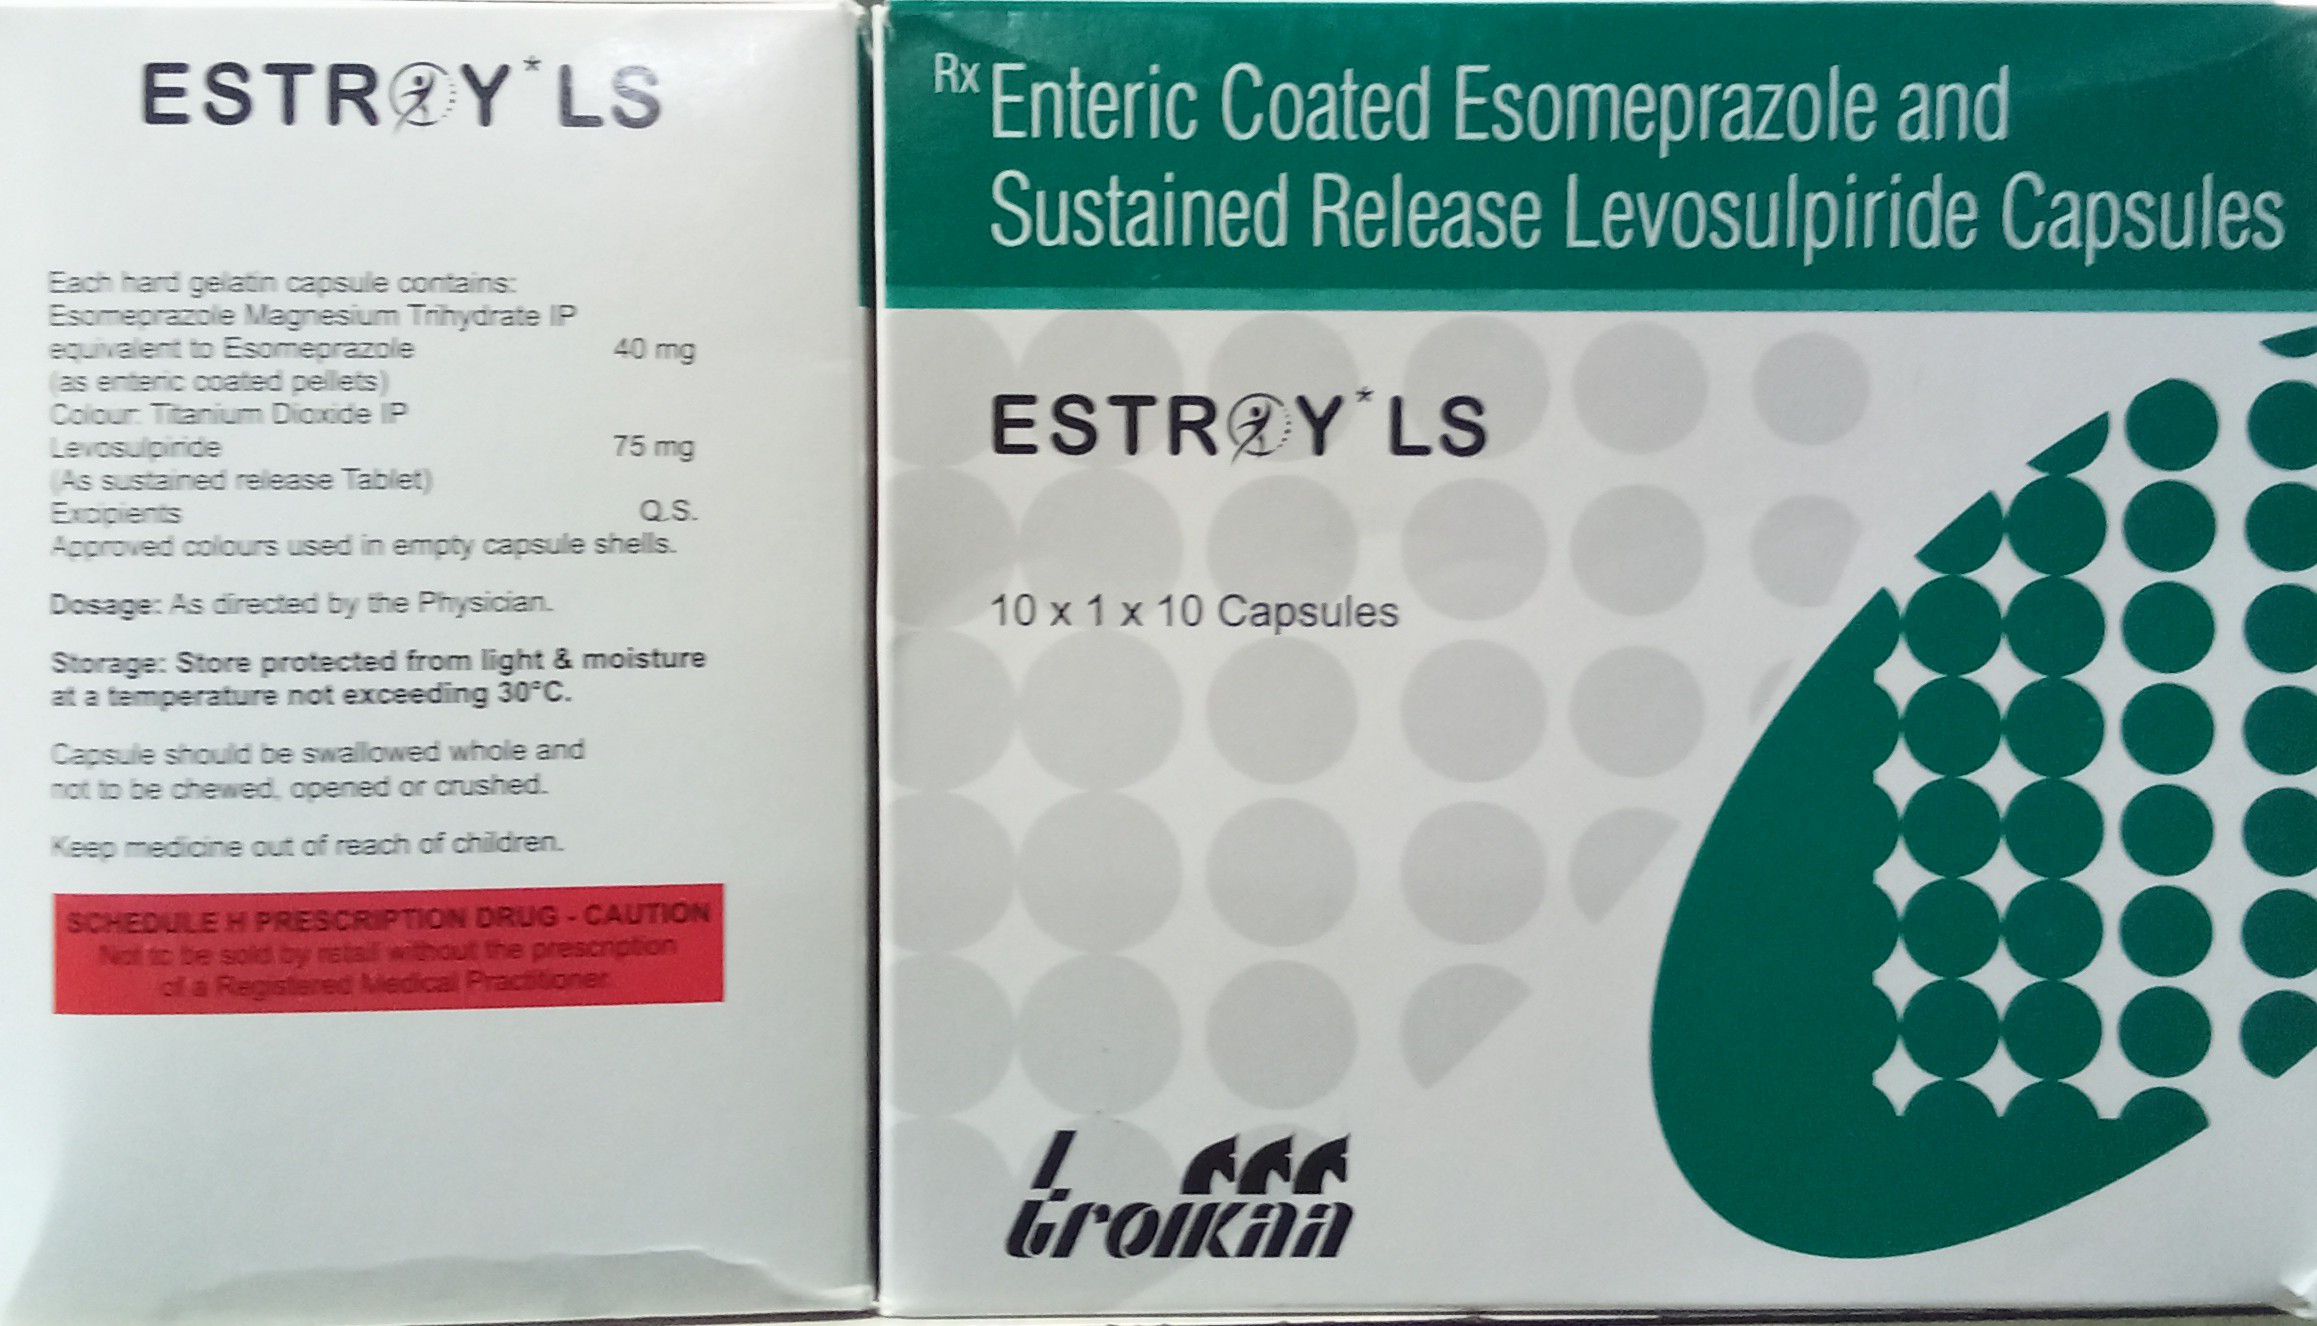 ESTROY* LS
Each hard gelatin capsule contains:
Esomeprazole Magnesium Trihydrate IP
equivalent to Esomeprazole 40 mg
(as enteric coated pellets)
Colour: Titanium Dioxide IP
Levosulpiride 75 mg
(As sustained release Tablet)
Excipients Q.S.
Approved colours used in empty capsule shells.
Dosage: As directed by the Physician.
Storage: Store protected from light & moisture
at a temperature not exceeding 30°C.
Capsule should be swallowed whole and
not to be chewed, opened or crushed.
Keep medicine out of reach of children.
SCHEDULE H PRESCRIPTION DRUG - CAUTION
Not to be sold by retail without the prescription
of a Registered Medical Practitioner.
Rx Enteric Coated Esomeprazole and
Sustained Release Levosulpiride Capsules
ESTROY* LS
10 x 1 x 10 Capsules
troikaa